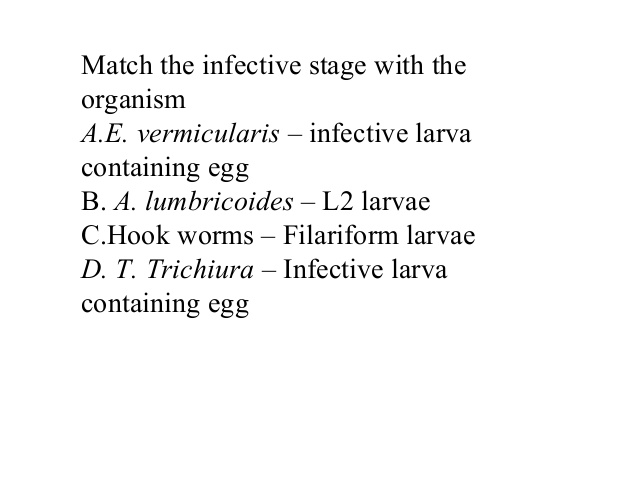 Match the infective stage with the
organism
A.E. vermicularis – infective larva
containing egg
B. A. lumbricoides – L2 larvae
C.Hook worms – Filariform larvae
D. T. Trichiura – Infective larva
containing egg